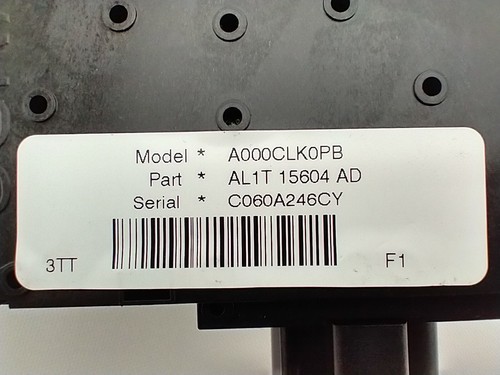 Model * A000CLK0PB
Part * AL1T 15604 AD
Serial * C060A246CY
3TT F1